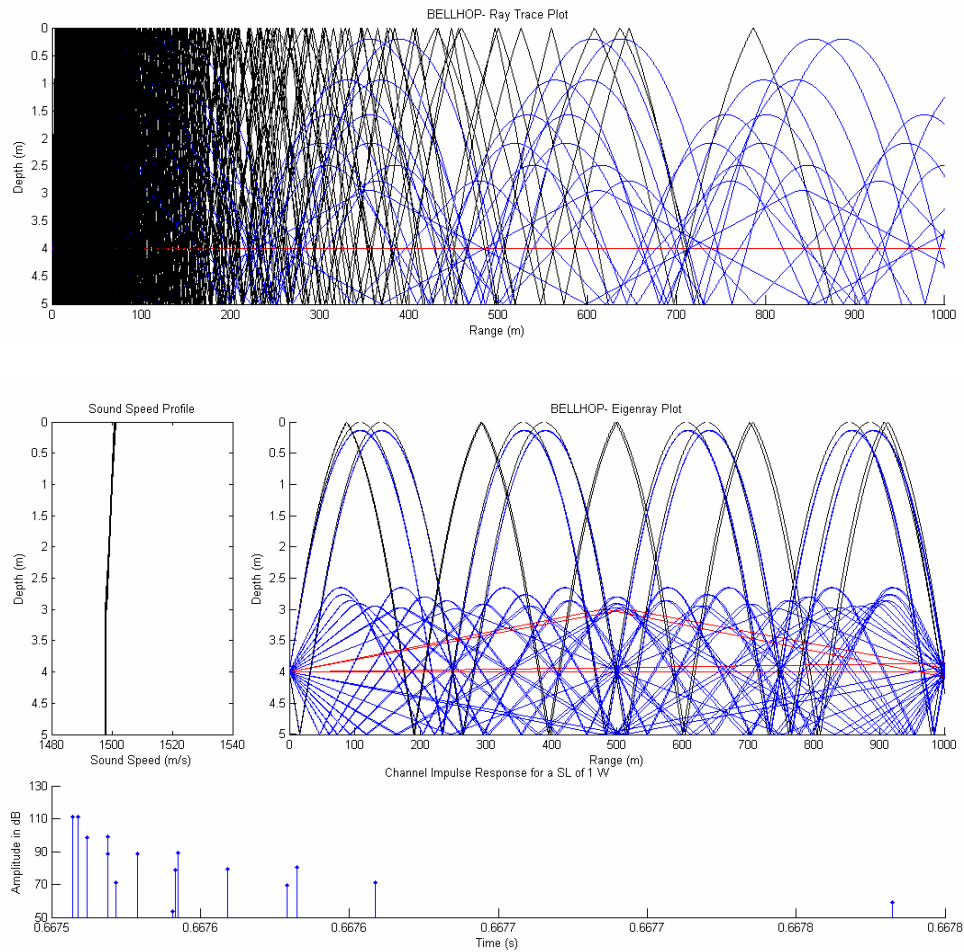 BELLHOP- Ray Trace Plot
Depth (m)
0
0.5
1
1.5
2
2.5
3
3.5
4
4.5
5
0 100 200 300 400 500 600 700 800 900 1000
Range (m)
Sound Speed Profile
Depth (m)
0
0.5
1
1.5
2
2.5
3
3.5
4
4.5
5
1480 1500 1520 1540
Sound Speed (m/s)
BELLHOP- Eigenray Plot
Depth (m)
0
0.5
1
1.5
2
2.5
3
3.5
4
4.5
5
0 100 200 300 400 500 600 700 800 900 1000
Range (m)
Channel Impulse Response for a SL of 1 W
Amplitude in dB
130
110
90
70
50
0.6675 0.6676 0.6676 0.6677 0.6677 0.6678 0.6678
Time (s)